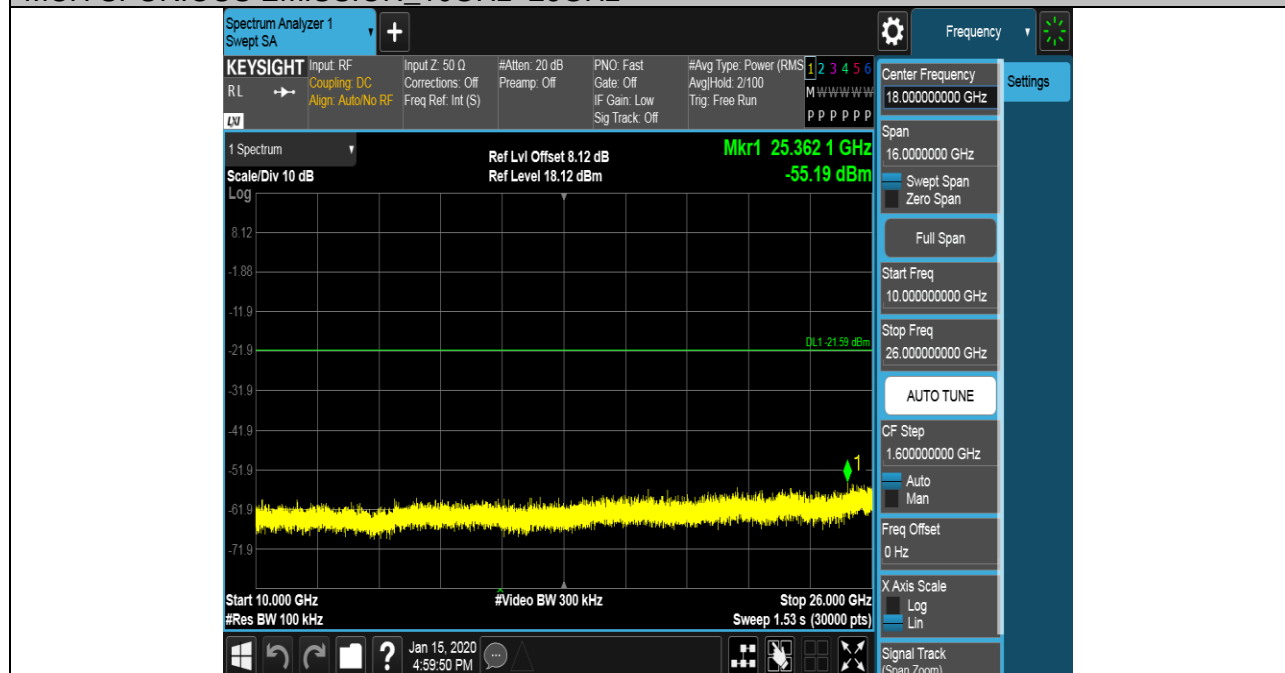 Spectrum Analyzer 1
Swept SA
Frequency
KEYSIGHT
RL
LXI
Input: RF
Coupling: DC
Align: Auto/No RF
Input Z: 50 Ω
Corrections: Off
Freq Ref: Int (S)
#Atten: 20 dB
Preamp: Off
PNO: Fast
Gate: Off
IF Gain: Low
Sig Track: Off
#Avg Type: Power (RMS
Avg|Hold: 2/100
Trig: Free Run
1 2 3 4 5 6
M W W W W W
P P P P P P
1 Spectrum
Scale/Div 10 dB
Log
Ref Lvl Offset 8.12 dB
Ref Level 18.12 dBm
Mkr1 25.362 1 GHz
-55.19 dBm
8.12
-1.88
-11.9
-21.9
DL1 -21.59 dBm
-31.9
-41.9
-51.9
1
-61.9
-71.9
Start 10.000 GHz
#Res BW 100 kHz
#Video BW 300 kHz
Stop 26.000 GHz
Sweep 1.53 s (30000 pts)
?
Jan 15, 2020
4:59:50 PM
Center Frequency
18.000000000 GHz
Settings
Span
16.0000000 GHz
Swept Span
Zero Span
Full Span
Start Freq
10.000000000 GHz
Stop Freq
26.000000000 GHz
AUTO TUNE
CF Step
1.600000000 GHz
Auto
Man
Freq Offset
0 Hz
X Axis Scale
Log
Lin
Signal Track
(Span Zoom)